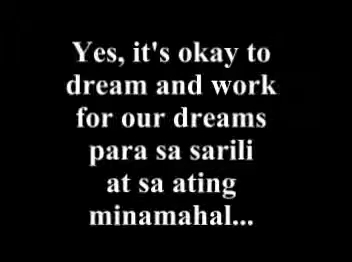 Yes, it's okay to
dream and work
for our dreams
para sa sarili
at sa ating
minamahal...